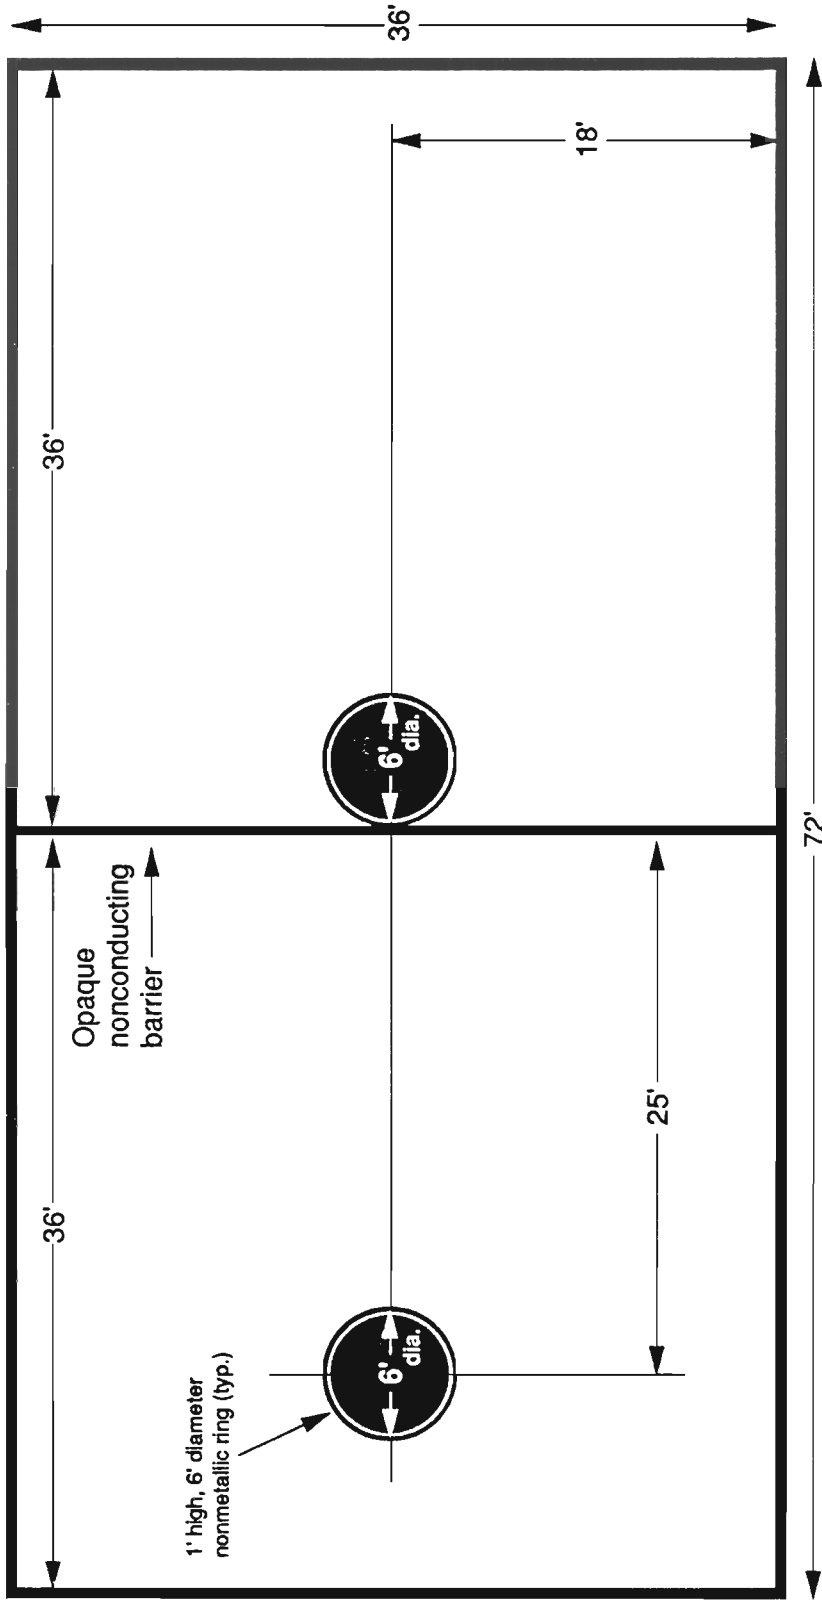 36'
36'
18'
6'
dia.
Opaque
nonconducting
barrier
36'
25'
72'
6'
dia.
1' high, 6' diameter
nonmetallic ring (typ.)